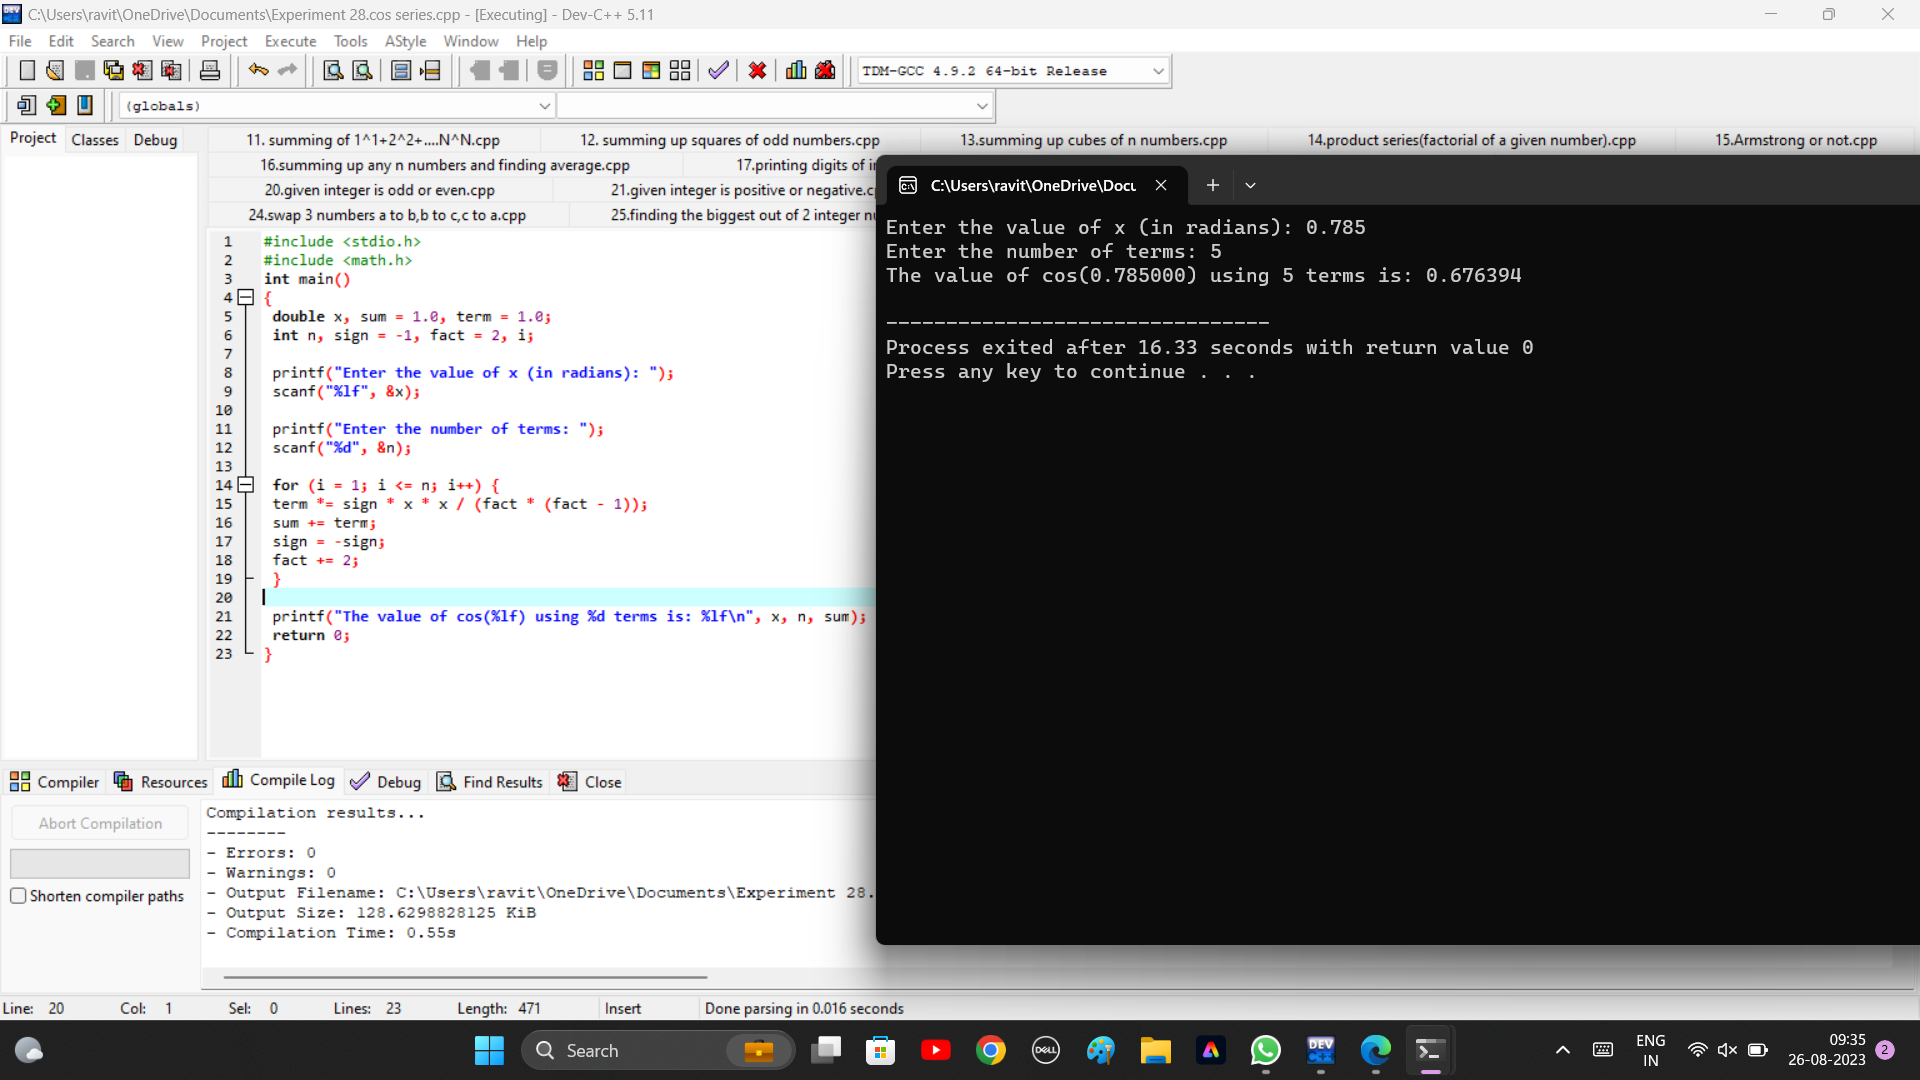 C:\Users\ravit\OneDrive\Documents\Experiment 28.cos series.cpp - [Executing] - Dev-C++ 5.11
File Edit Search View Project Execute Tools AStyle Window Help
TDM-GCC 4.9.2 64-bit Release
(globals)
Project Classes Debug
11. summing of 1^1+2^2+....N^N.cpp 12. summing up squares of odd numbers.cpp 13.summing up cubes of n numbers.cpp 14.product series(factorial of a given number).cpp 15.Armstrong or not.cpp
16.summing up any n numbers and finding average.cpp 17.printing digits of
20.given integer is odd or even.cpp 21.given integer is positive or negative.c
24.swap 3 numbers a to b,b to c,c to a.cpp 25.finding the biggest out of 2 integer
1 #include <stdio.h>
2 #include <math.h>
3 int main()
4 {
5 double x, sum = 1.0, term = 1.0;
6 int n, sign = -1, fact = 2, i;
7
8 printf("Enter the value of x (in radians): ");
9 scanf("%lf", &x);
10
11 printf("Enter the number of terms: ");
12 scanf("%d", &n);
13
14 for (i = 1; i <= n; i++) {
15 term *= sign * x * x / (fact * (fact - 1));
16 sum += term;
17 sign = -sign;
18 fact += 2;
19 }
20
21 printf("The value of cos(%lf) using %d terms is: %lf\n", x, n, sum);
22 return 0;
23 }
C:\Users\ravit\OneDrive\Docu
Enter the value of x (in radians): 0.785
Enter the number of terms: 5
The value of cos(0.785000) using 5 terms is: 0.676394
--------------------------------
Process exited after 16.33 seconds with return value 0
Press any key to continue . . .
Compiler Resources Compile Log Debug Find Results Close
Abort Compilation
Shorten compiler paths
Compilation results...
--------
- Errors: 0
- Warnings: 0
- Output Filename: C:\Users\ravit\OneDrive\Documents\Experiment 28.
- Output Size: 128.6298828125 KiB
- Compilation Time: 0.55s
Line: 20 Col: 1 Sel: 0 Lines: 23 Length: 471 Insert Done parsing in 0.016 seconds
Search
DELL
DEV
ENG
IN
09:35
26-08-2023
2